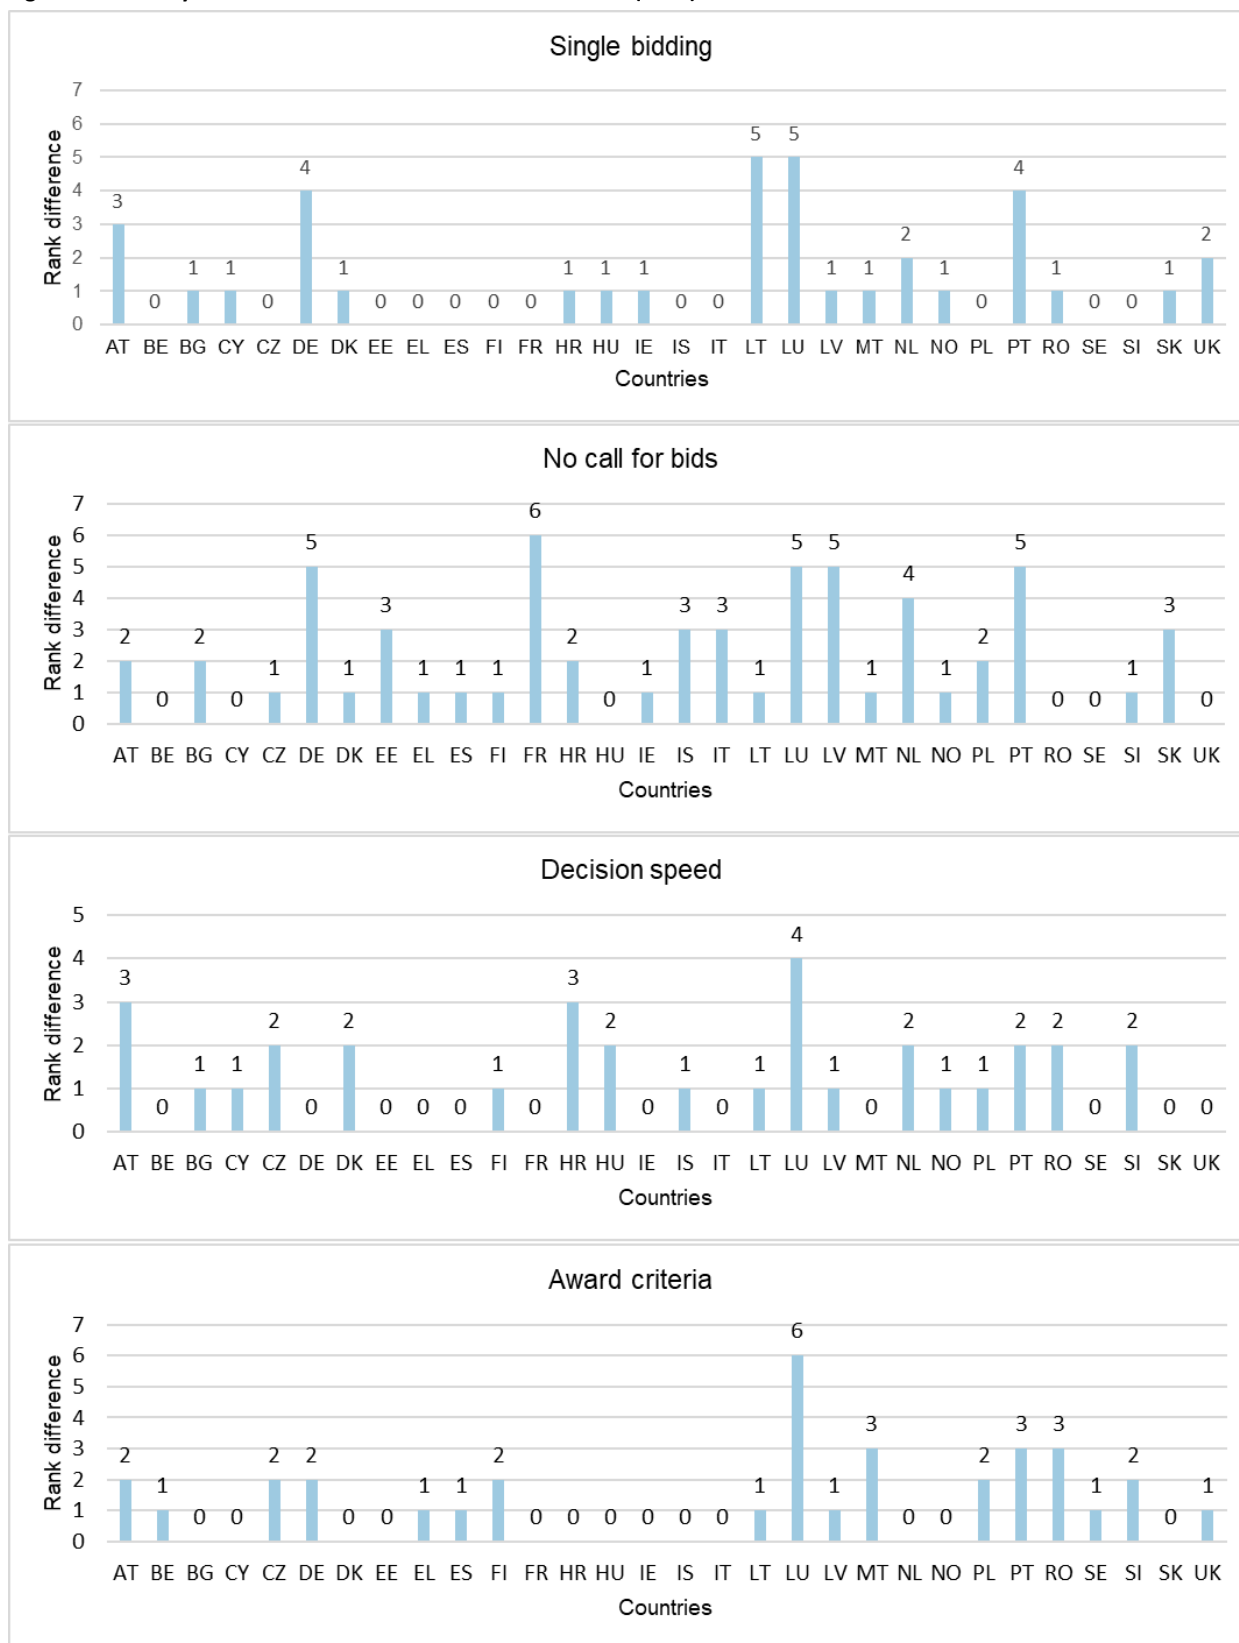 Single bidding
7
6
5
4
3
2
1
0
Rank difference
3 0 1 1 0 4 1 0 0 0 0 0 1 1 1 0 0 5 5 1 1 2 1 0 4 1 0 0 1 2
AT BE BG CY CZ DE DK EE EL ES FI FR HR HU IE IS IT LT LU LV MT NL NO PL PT RO SE SI SK UK
Countries
No call for bids
7
6
5
4
3
2
1
0
Rank difference
2 0 2 0 1 5 1 3 1 1 1 6 2 0 1 3 3 1 5 5 1 4 1 2 5 0 0 1 3 0
AT BE BG CY CZ DE DK EE EL ES FI FR HR HU IE IS IT LT LU LV MT NL NO PL PT RO SE SI SK UK
Countries
Decision speed
5
4
3
2
1
0
Rank difference
3 0 1 1 2 0 2 0 0 0 1 0 3 2 0 1 0 1 4 1 0 2 1 1 2 2 0 2 0 0
AT BE BG CY CZ DE DK EE EL ES FI FR HR HU IE IS IT LT LU LV MT NL NO PL PT RO SE SI SK UK
Countries
Award criteria
7
6
5
4
3
2
1
0
Rank difference
2 1 0 0 2 2 0 0 1 1 2 0 0 0 0 0 0 1 6 1 3 0 0 2 3 3 1 2 0 1
AT BE BG CY CZ DE DK EE EL ES FI FR HR HU IE IS IT LT LU LV MT NL NO PL PT RO SE SI SK UK
Countries